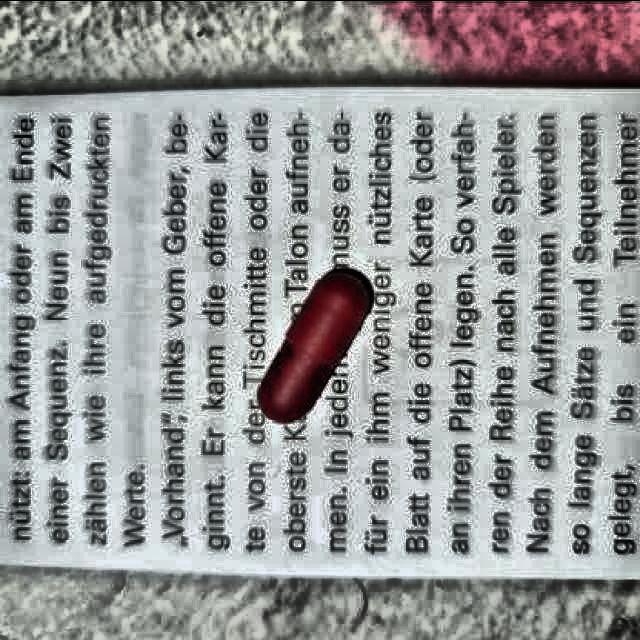 nützt: am Anfang oder am Ende
einer Sequenz. Neun bis Zwei
zählen wie ihre aufgedruckten
Werte.
„Vorhand“, links vom Geber, be-
ginnt. Er kann die offene Kar-
te von der Tischmitte oder die
oberste Talon aufneh-
men. In jedem muss er da-
für ein ihm weniger nützliches
Blatt auf die offene Karte (oder
an ihren Platz) legen. So verfah-
ren der Reihe nach alle Spieler.
Nach dem Aufnehmen werden
so lange Sätze und Sequenzen
gelegt, bis ein Teilnehmer